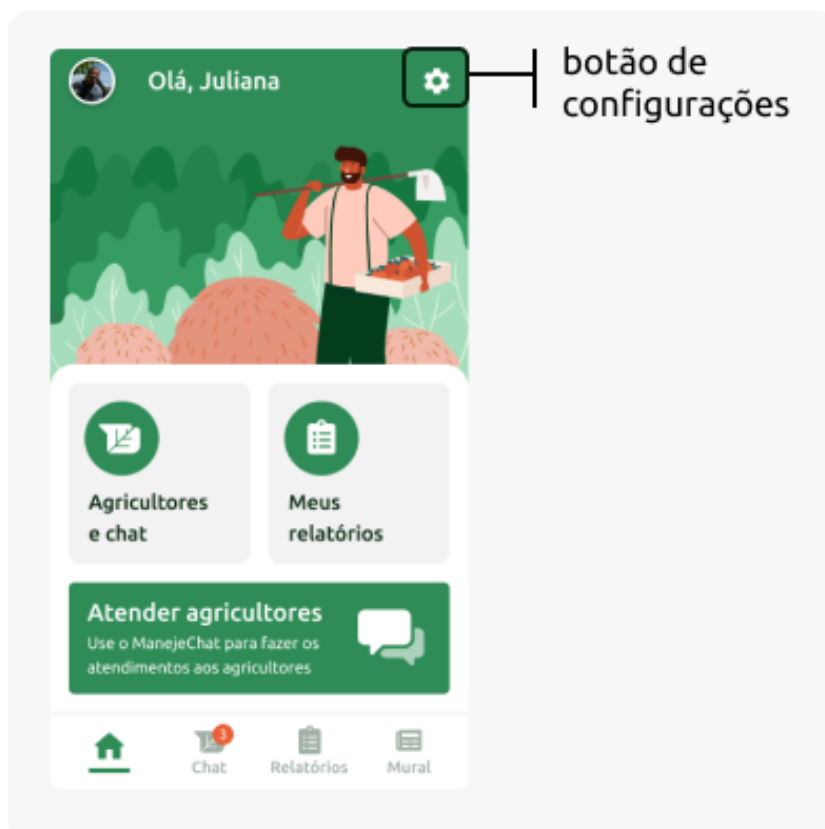 Olá, Juliana
botão de
configurações
Agricultores
e chat
Meus
relatórios
Atender agricultores
Use o ManejeChat para fazer os
atendimentos aos agricultores
3
Chat
Relatórios
Mural